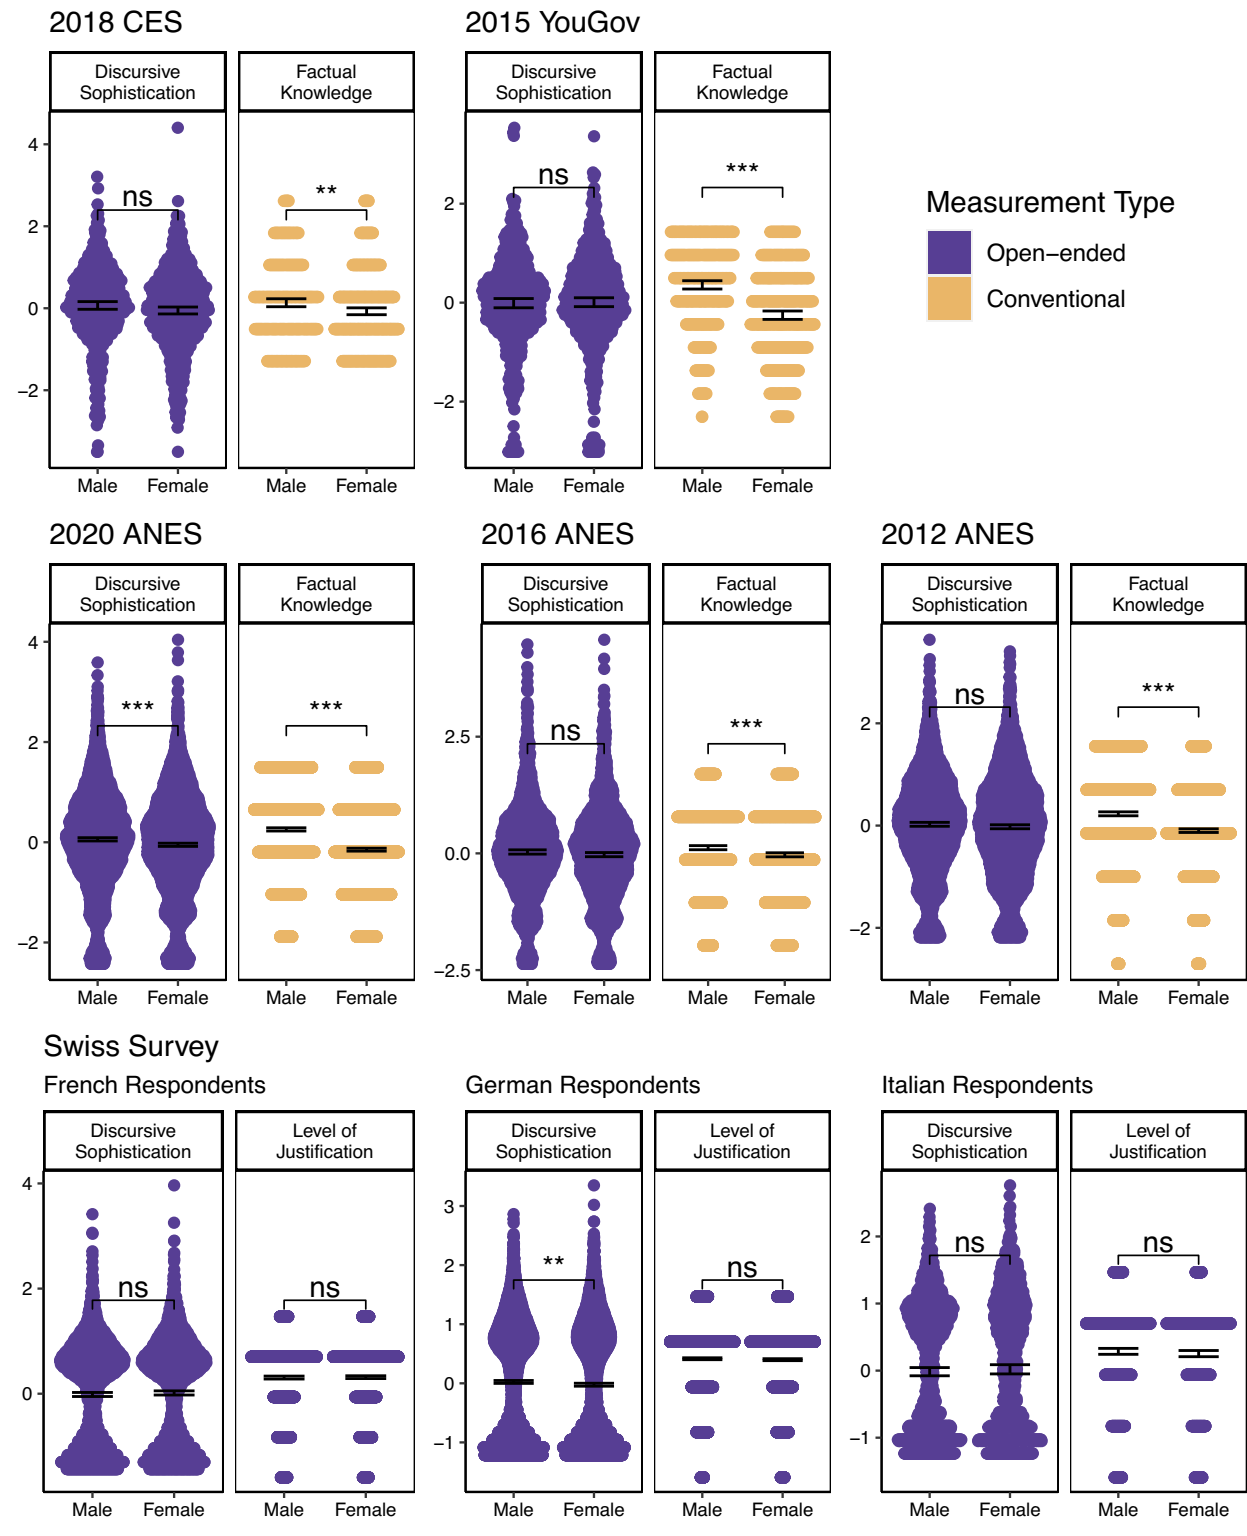 2018 CES
2015 YouGov
Discursive
Sophistication
Factual
Knowledge
Discursive
Sophistication
Factual
Knowledge
4
2
0
−2
ns
**
2
0
−2
ns
***
Male
Female
Male
Female
Male
Female
Male
Female
Measurement Type
Open−ended
Conventional
2020 ANES
2016 ANES
2012 ANES
Discursive
Sophistication
Factual
Knowledge
Discursive
Sophistication
Factual
Knowledge
Discursive
Sophistication
Factual
Knowledge
4
2
0
−2
***
***
2.5
0.0
−2.5
ns
***
2
0
−2
ns
***
Male
Female
Male
Female
Male
Female
Male
Female
Male
Female
Male
Female
Swiss Survey
French Respondents
German Respondents
Italian Respondents
Discursive
Sophistication
Level of
Justification
Discursive
Sophistication
Level of
Justification
Discursive
Sophistication
Level of
Justification
4
2
0
ns
ns
3
2
1
0
−1
**
ns
2
1
0
−1
ns
ns
Male
Female
Male
Female
Male
Female
Male
Female
Male
Female
Male
Female